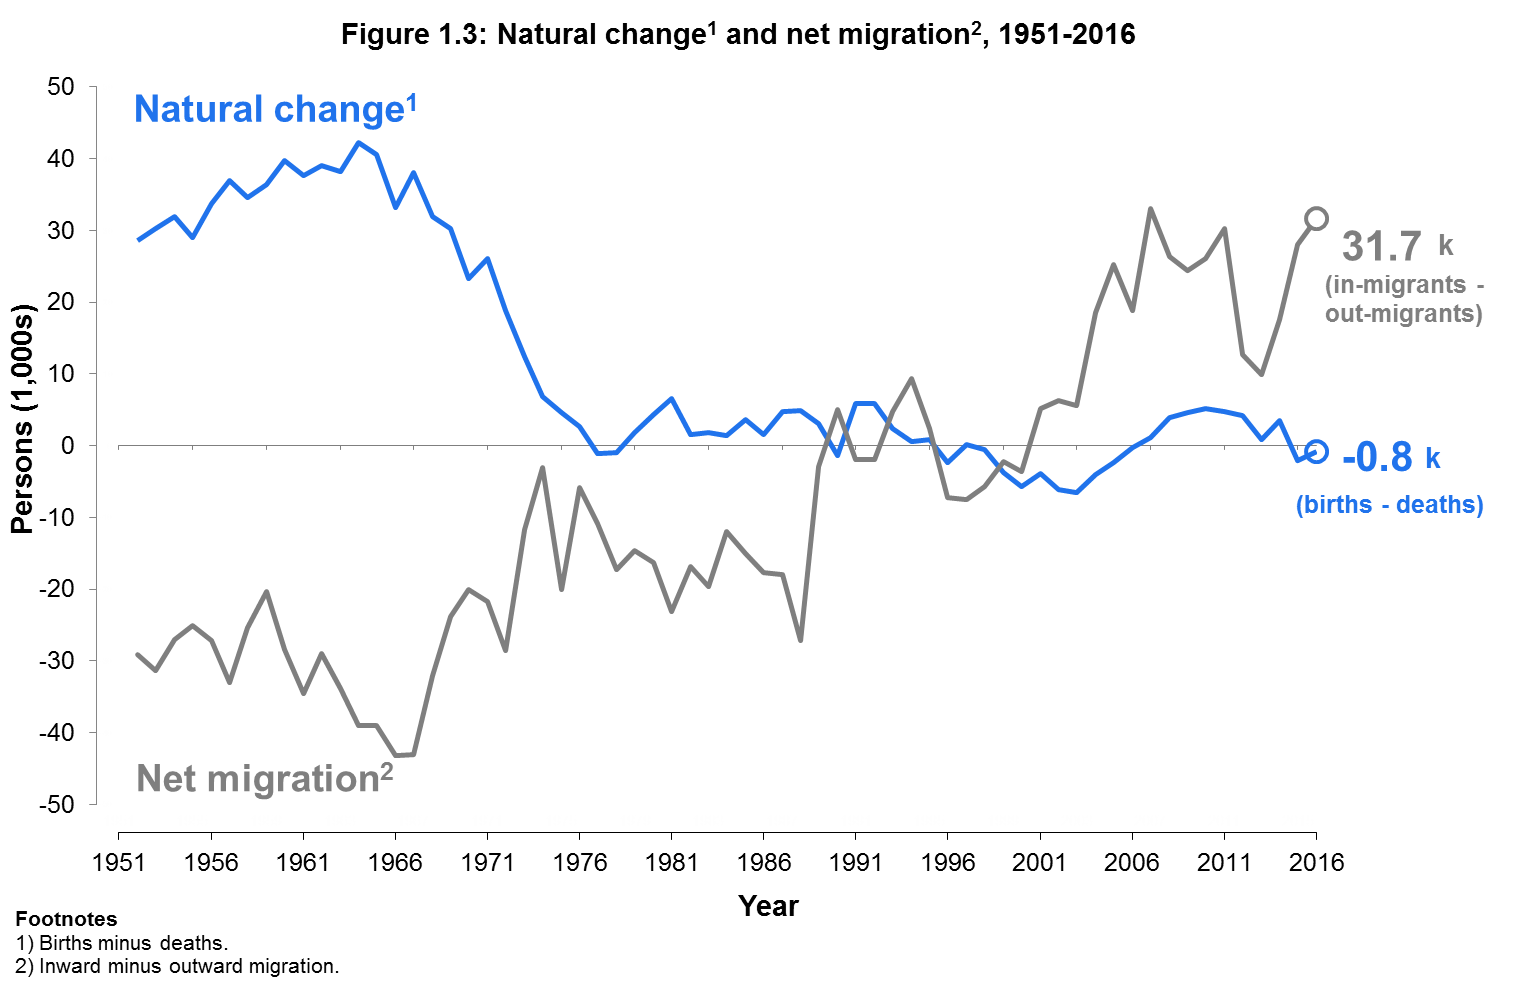 Figure 1.3: Natural change¹ and net migration², 1951-2016
Natural change¹
Net migration²
31.7 k
(in-migrants -
out-migrants)
-0.8 k
(births - deaths)
Persons (1,000s)
50
40
30
20
10
0
-10
-20
-30
-40
-50
1951 1956 1961 1966 1971 1976 1981 1986 1991 1996 2001 2006 2011 2016
Year
Footnotes
1) Births minus deaths.
2) Inward minus outward migration.